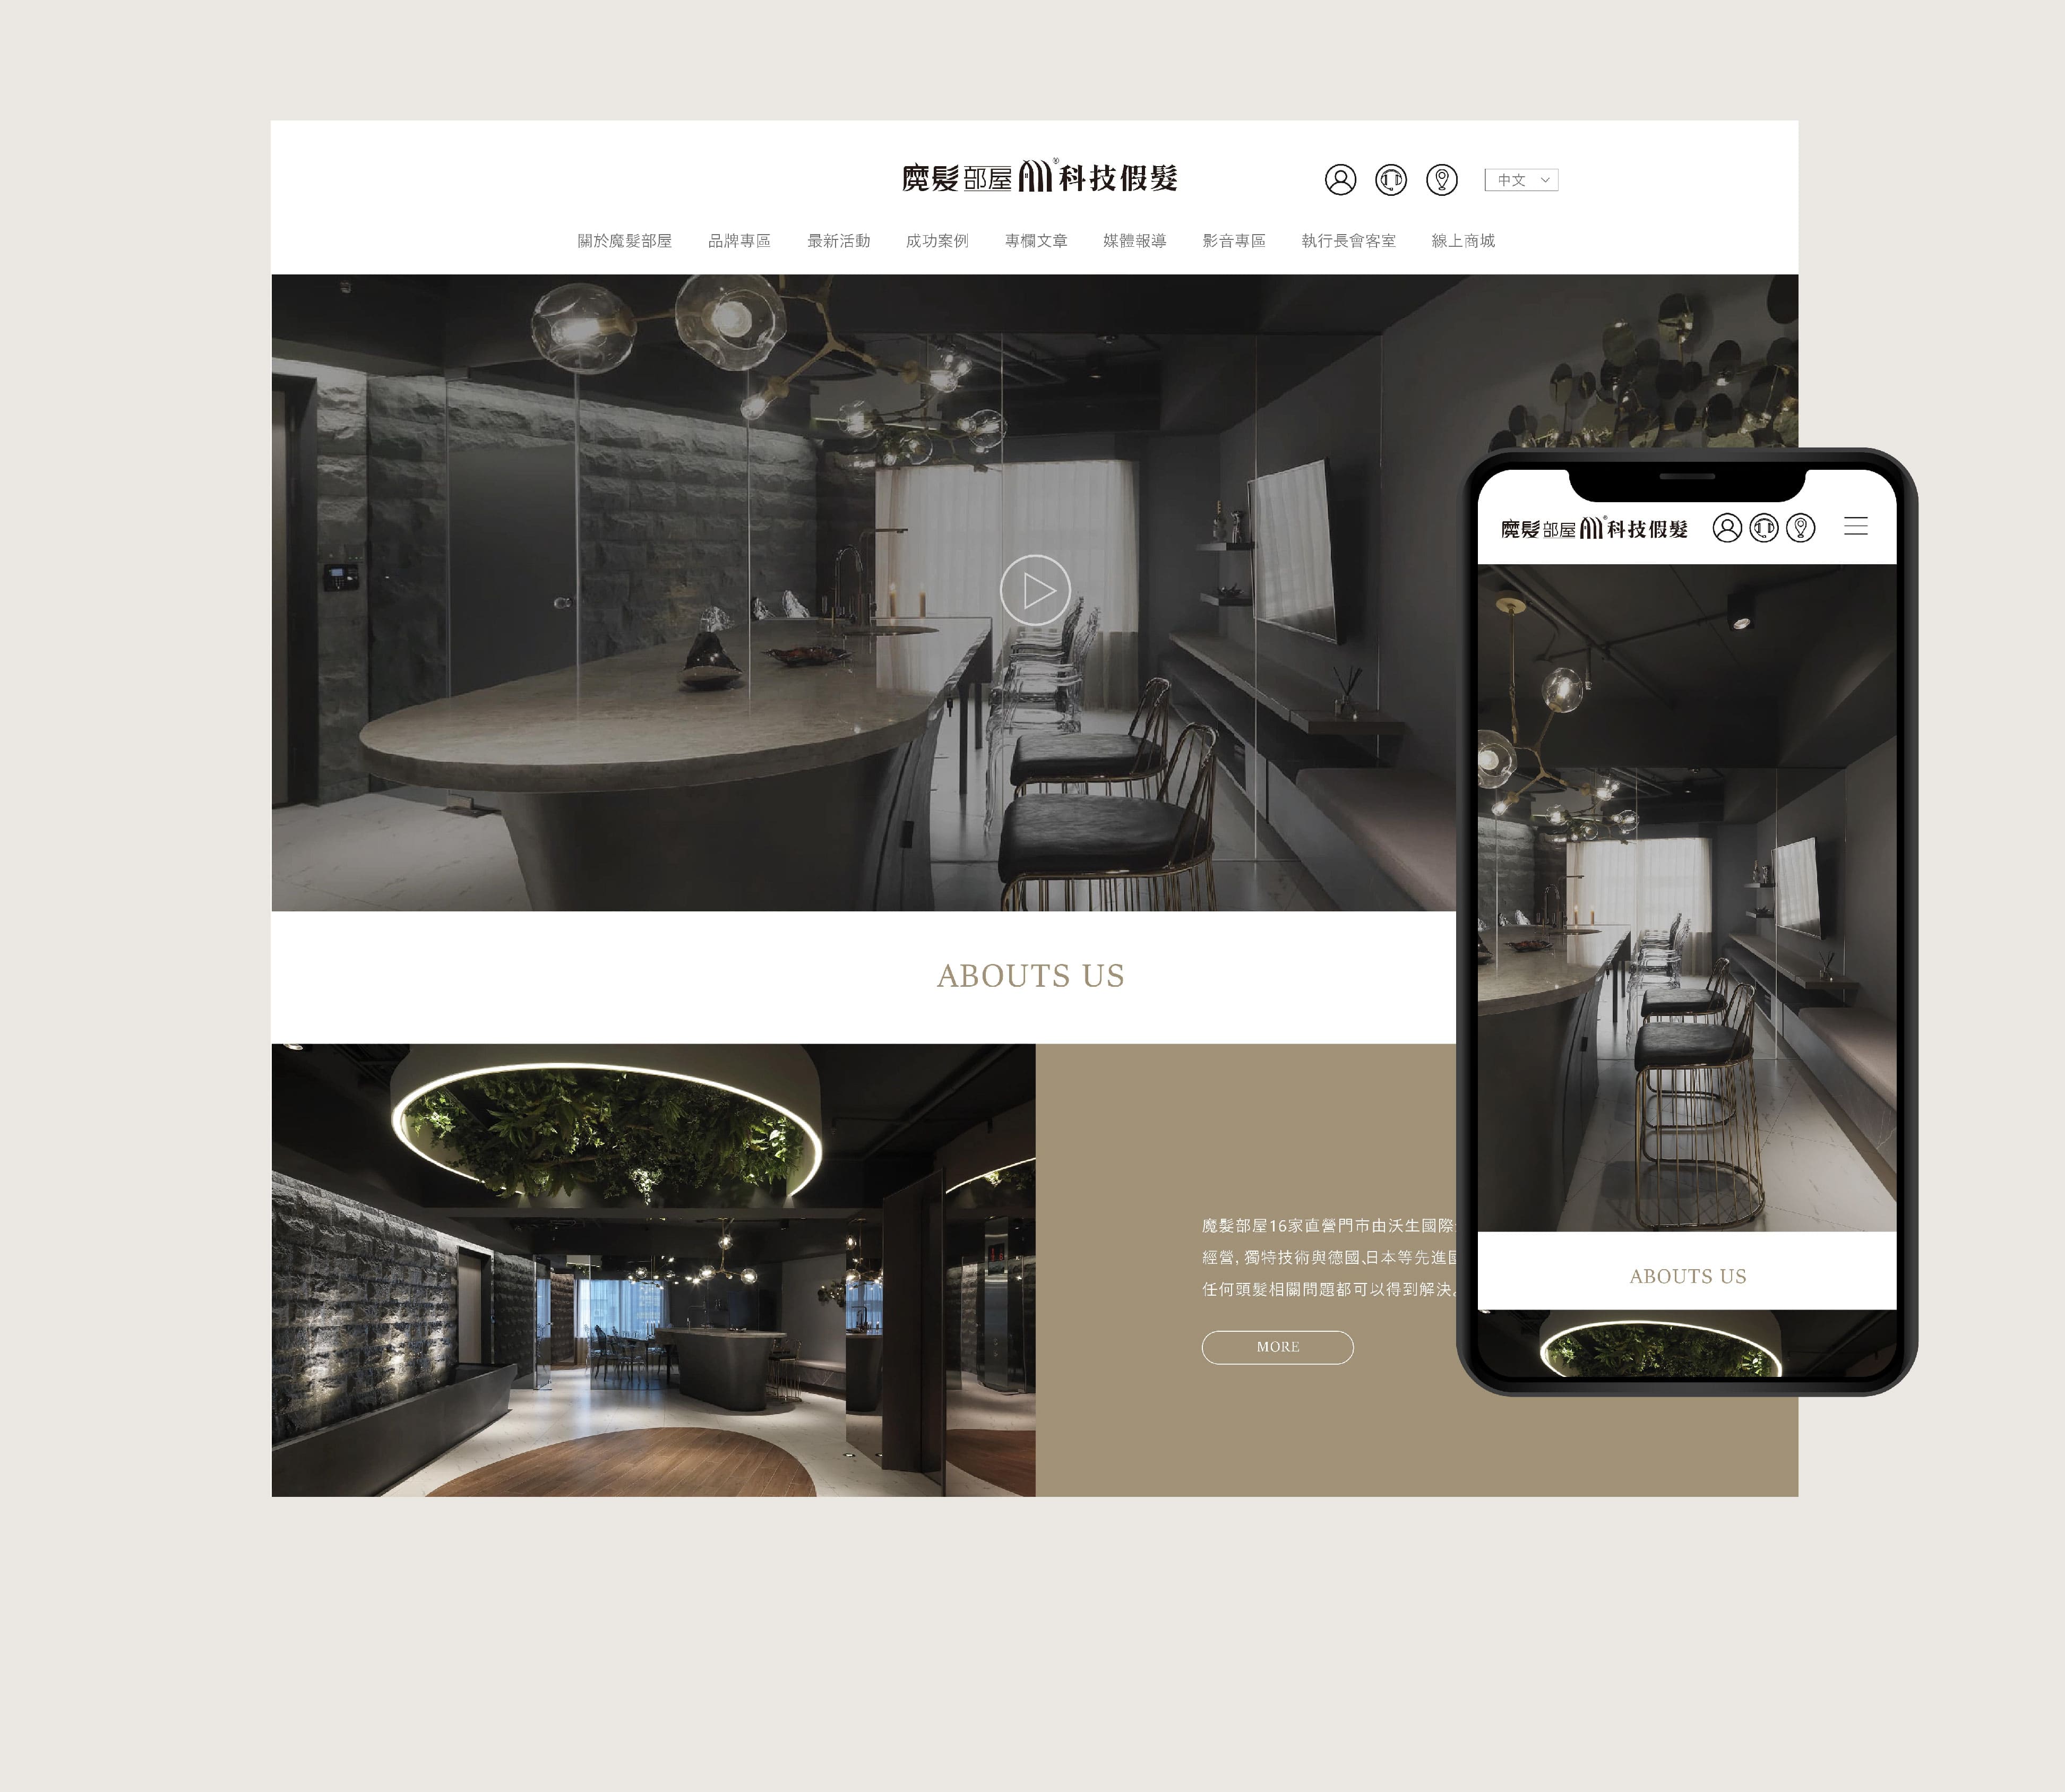 魔髮部屋®科技假髮
中文
關於魔髮部屋 品牌專區 最新活動 成功案例 專欄文章 媒體報導 影音專區 執行長會客室 線上商城
ABOUTS US
魔髮部屋16家直營門市由沃生國際
經營, 獨特技術與德國、日本等先進
任何頭髮相關問題都可以得到解決。
MORE
魔髮部屋®科技假髮
ABOUTS US